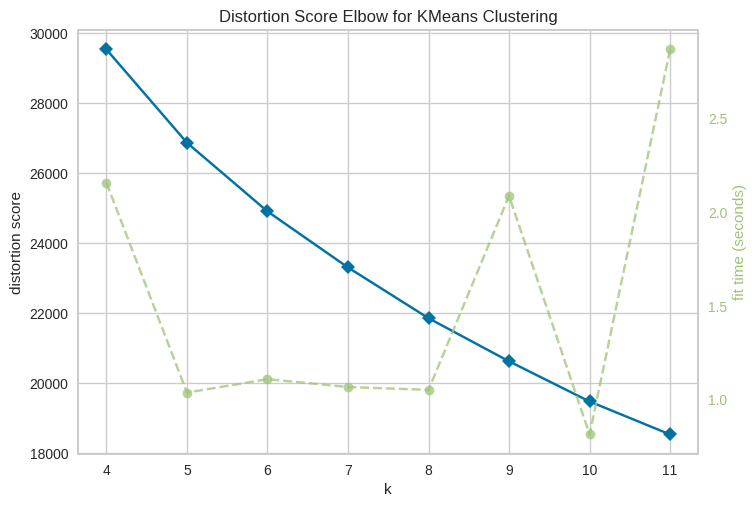 Distortion Score Elbow for KMeans Clustering
30000
28000
26000
24000
22000
20000
18000
distortion score
4 5 6 7 8 9 10 11
k
2.5
2.0
1.5
1.0
fit time (seconds)